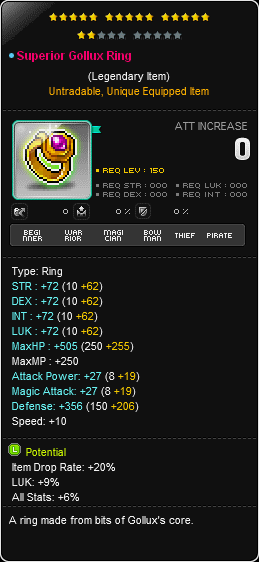 Superior Gollux Ring
(Legendary Item)
Untradable, Unique Equipped Item
ATT INCREASE
0
REQ LEV : 150
REQ STR : 000 REQ LUK : 000
REQ DEX : 000 REQ INT : 000
0 0 % 0 %
BEGINNER WARRIOR MAGICIAN BOWMAN THIEF PIRATE
Type: Ring
STR : +72 (10 +62)
DEX : +72 (10 +62)
INT : +72 (10 +62)
LUK : +72 (10 +62)
MaxHP : +505 (250 +255)
MaxMP : +250
Attack Power: +27 (8 +19)
Magic Attack: +27 (8 +19)
Defense: +356 (150 +206)
Speed: +10
L Potential
Item Drop Rate: +20%
LUK: +9%
All Stats: +6%
A ring made from bits of Gollux's core.